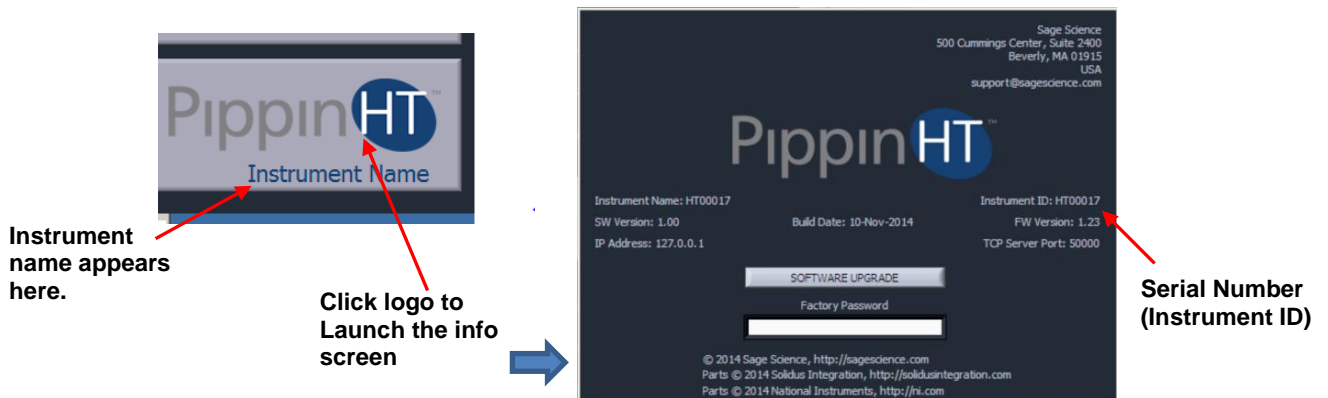 PippinHT™
Instrument Name
Instrument
name appears
here.
Click logo to
Launch the info
screen
Sage Science
500 Cummings Center, Suite 2400
Beverly, MA 01915
USA
support@sagescience.com
PippinHT™
Instrument Name: HT00017
Instrument ID: HT00017
SW Version: 1.00
Build Date: 10-Nov-2014
FW Version: 1.23
IP Address: 127.0.0.1
TCP Server Port: 50000
SOFTWARE UPGRADE
Factory Password
© 2014 Sage Science, http://sagescience.com
Parts © 2014 Solidus Integration, http://solidusintegration.com
Parts © 2014 National Instruments, http://ni.com
Serial Number
(Instrument ID)